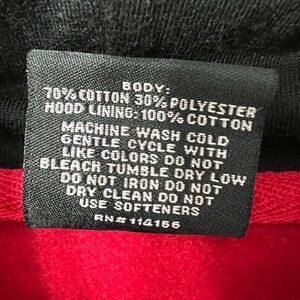 BODY:
70% COTTON 30% POLYESTER
HOOD LINING: 100% COTTON
MACHINE WASH COLD
GENTLE CYCLE WITH
LIKE COLORS DO NOT
BLEACH TUMBLE DRY LOW
DO NOT IRON DO NOT
DRY CLEAN DO NOT
USE SOFTENERS
RN# 114166